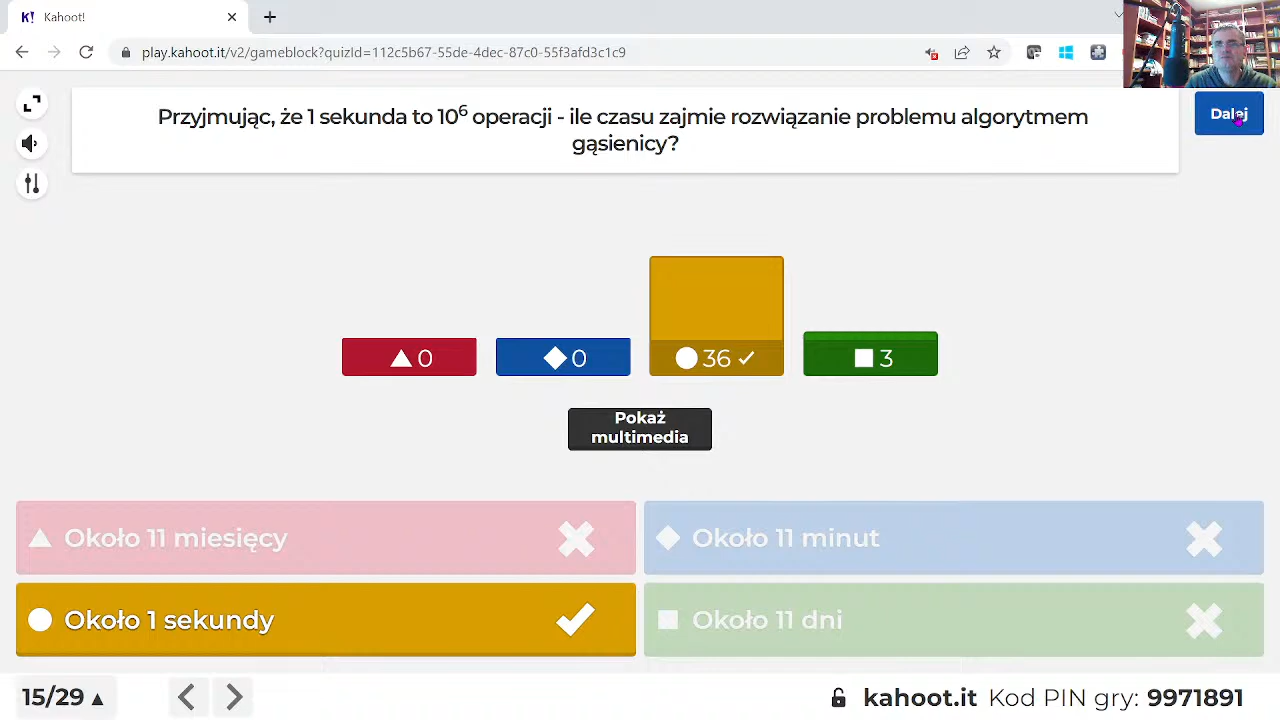 K! Kahoot!
play.kahoot.it/v2/gameblock?quizId=112c5b67-55de-4dec-87c0-55f3afd3c1c9
Przyjmując, że 1 sekunda to 10⁶ operacji - ile czasu zajmie rozwiązanie problemu algorytmem
gąsienicy?
Dalej
0
0
36
3
Pokaż
multimedia
Około 11 miesięcy
Około 11 minut
Około 1 sekundy
Około 11 dni
15/29
kahoot.it Kod PIN gry: 9971891